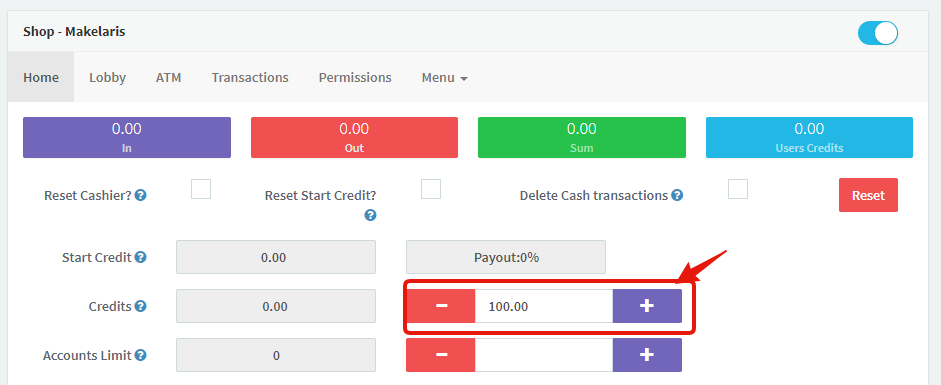 Shop - Makelaris
Home Lobby ATM Transactions Permissions Menu
0.00 0.00 0.00 0.00
In Out Sum Users Credits
Reset Cashier? ? Reset Start Credit? Delete Cash transactions ? Reset
?
Start Credit ? 0.00 Payout:0%
Credits ? 0.00 − 100.00 +
Accounts Limit ? 0 − +